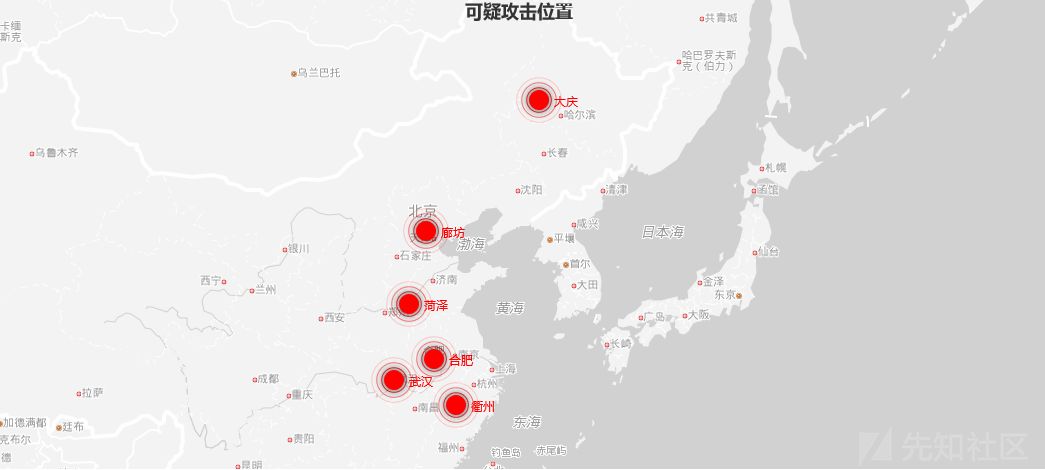 可疑攻击位置
卡缅
斯克
共青城
哈巴罗夫斯
克（伯力）
乌兰巴托
大庆
哈尔滨
乌鲁木齐
长春
札幌
沈阳
清津
函馆
北京
咸兴
廊坊
渤海
平壤
日本海
银川
石家庄
仙台
首尔
西宁
兰州
济南
大田
金泽
东京
菏泽
黄海
西安
广岛
大阪
长崎
合肥
南京
上海
成都
武汉
杭州
拉萨
重庆
南昌
衢州
加德满都
廷布
东海
克布尔
贵阳
福州
钓鱼岛
赤尾屿
德
昆明
先知社区